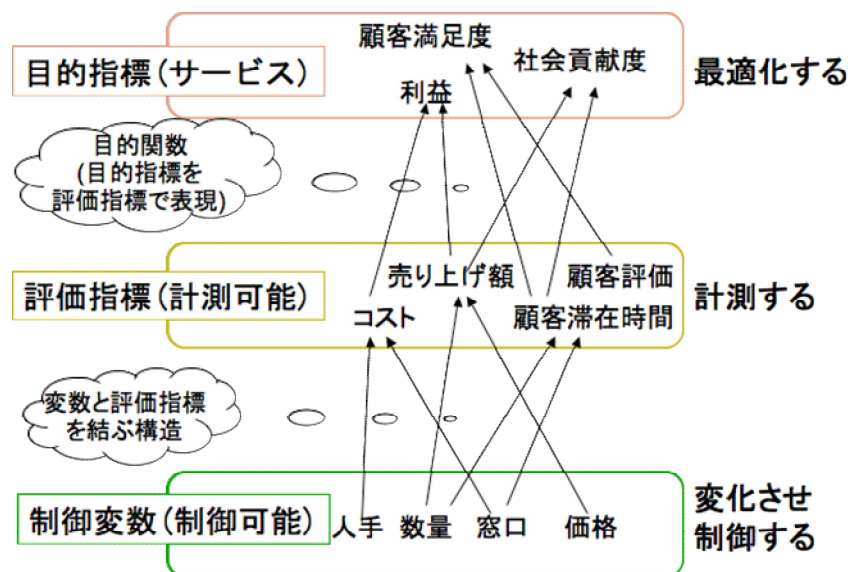 顧客満足度
社会貢献度
目的指標(サービス)
利益
最適化する
目的関数
(目的指標を
評価指標で表現)
売り上げ額
顧客評価
評価指標(計測可能)
計測する
コスト
顧客滞在時間
変数と評価指標
を結ぶ構造
制御変数(制御可能)
人手
数量
窓口
価格
変化させ
制御する